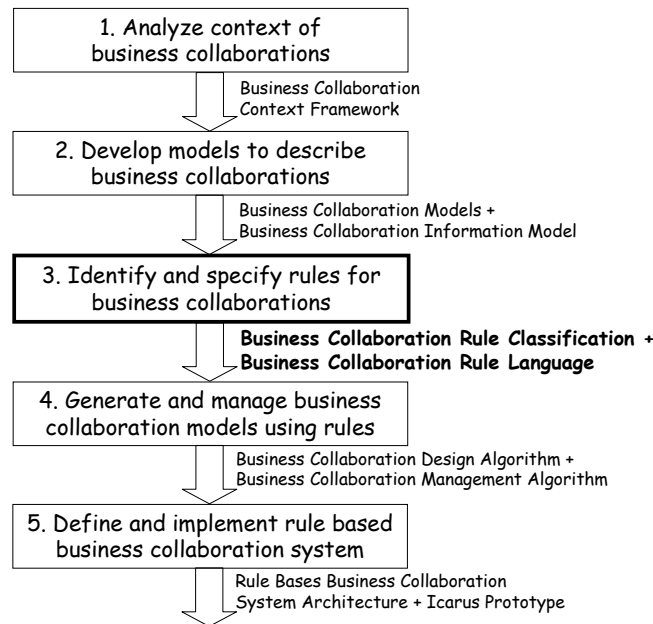 1. Analyze context of
business collaborations
Business Collaboration
Context Framework
2. Develop models to describe
business collaborations
Business Collaboration Models +
Business Collaboration Information Model
3. Identify and specify rules for
business collaborations
Business Collaboration Rule Classification +
Business Collaboration Rule Language
4. Generate and manage business
collaboration models using rules
Business Collaboration Design Algorithm +
Business Collaboration Management Algorithm
5. Define and implement rule based
business collaboration system
Rule Bases Business Collaboration
System Architecture + Icarus Prototype